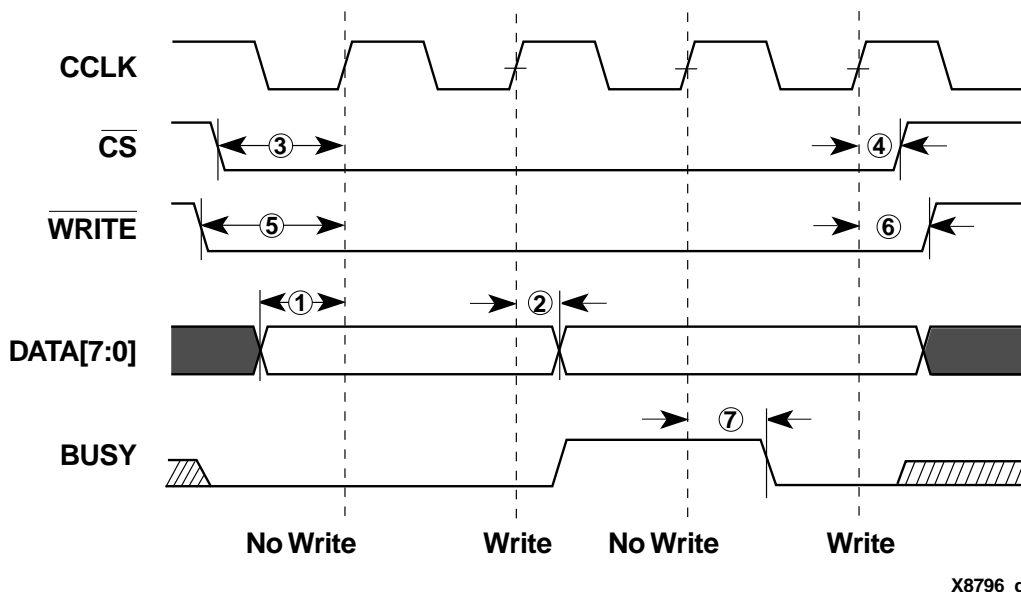 CCLK
CS
③ ④
WRITE
⑤ ⑥
① ②
DATA[7:0]
⑦
BUSY
No Write Write No Write Write
X8796_c